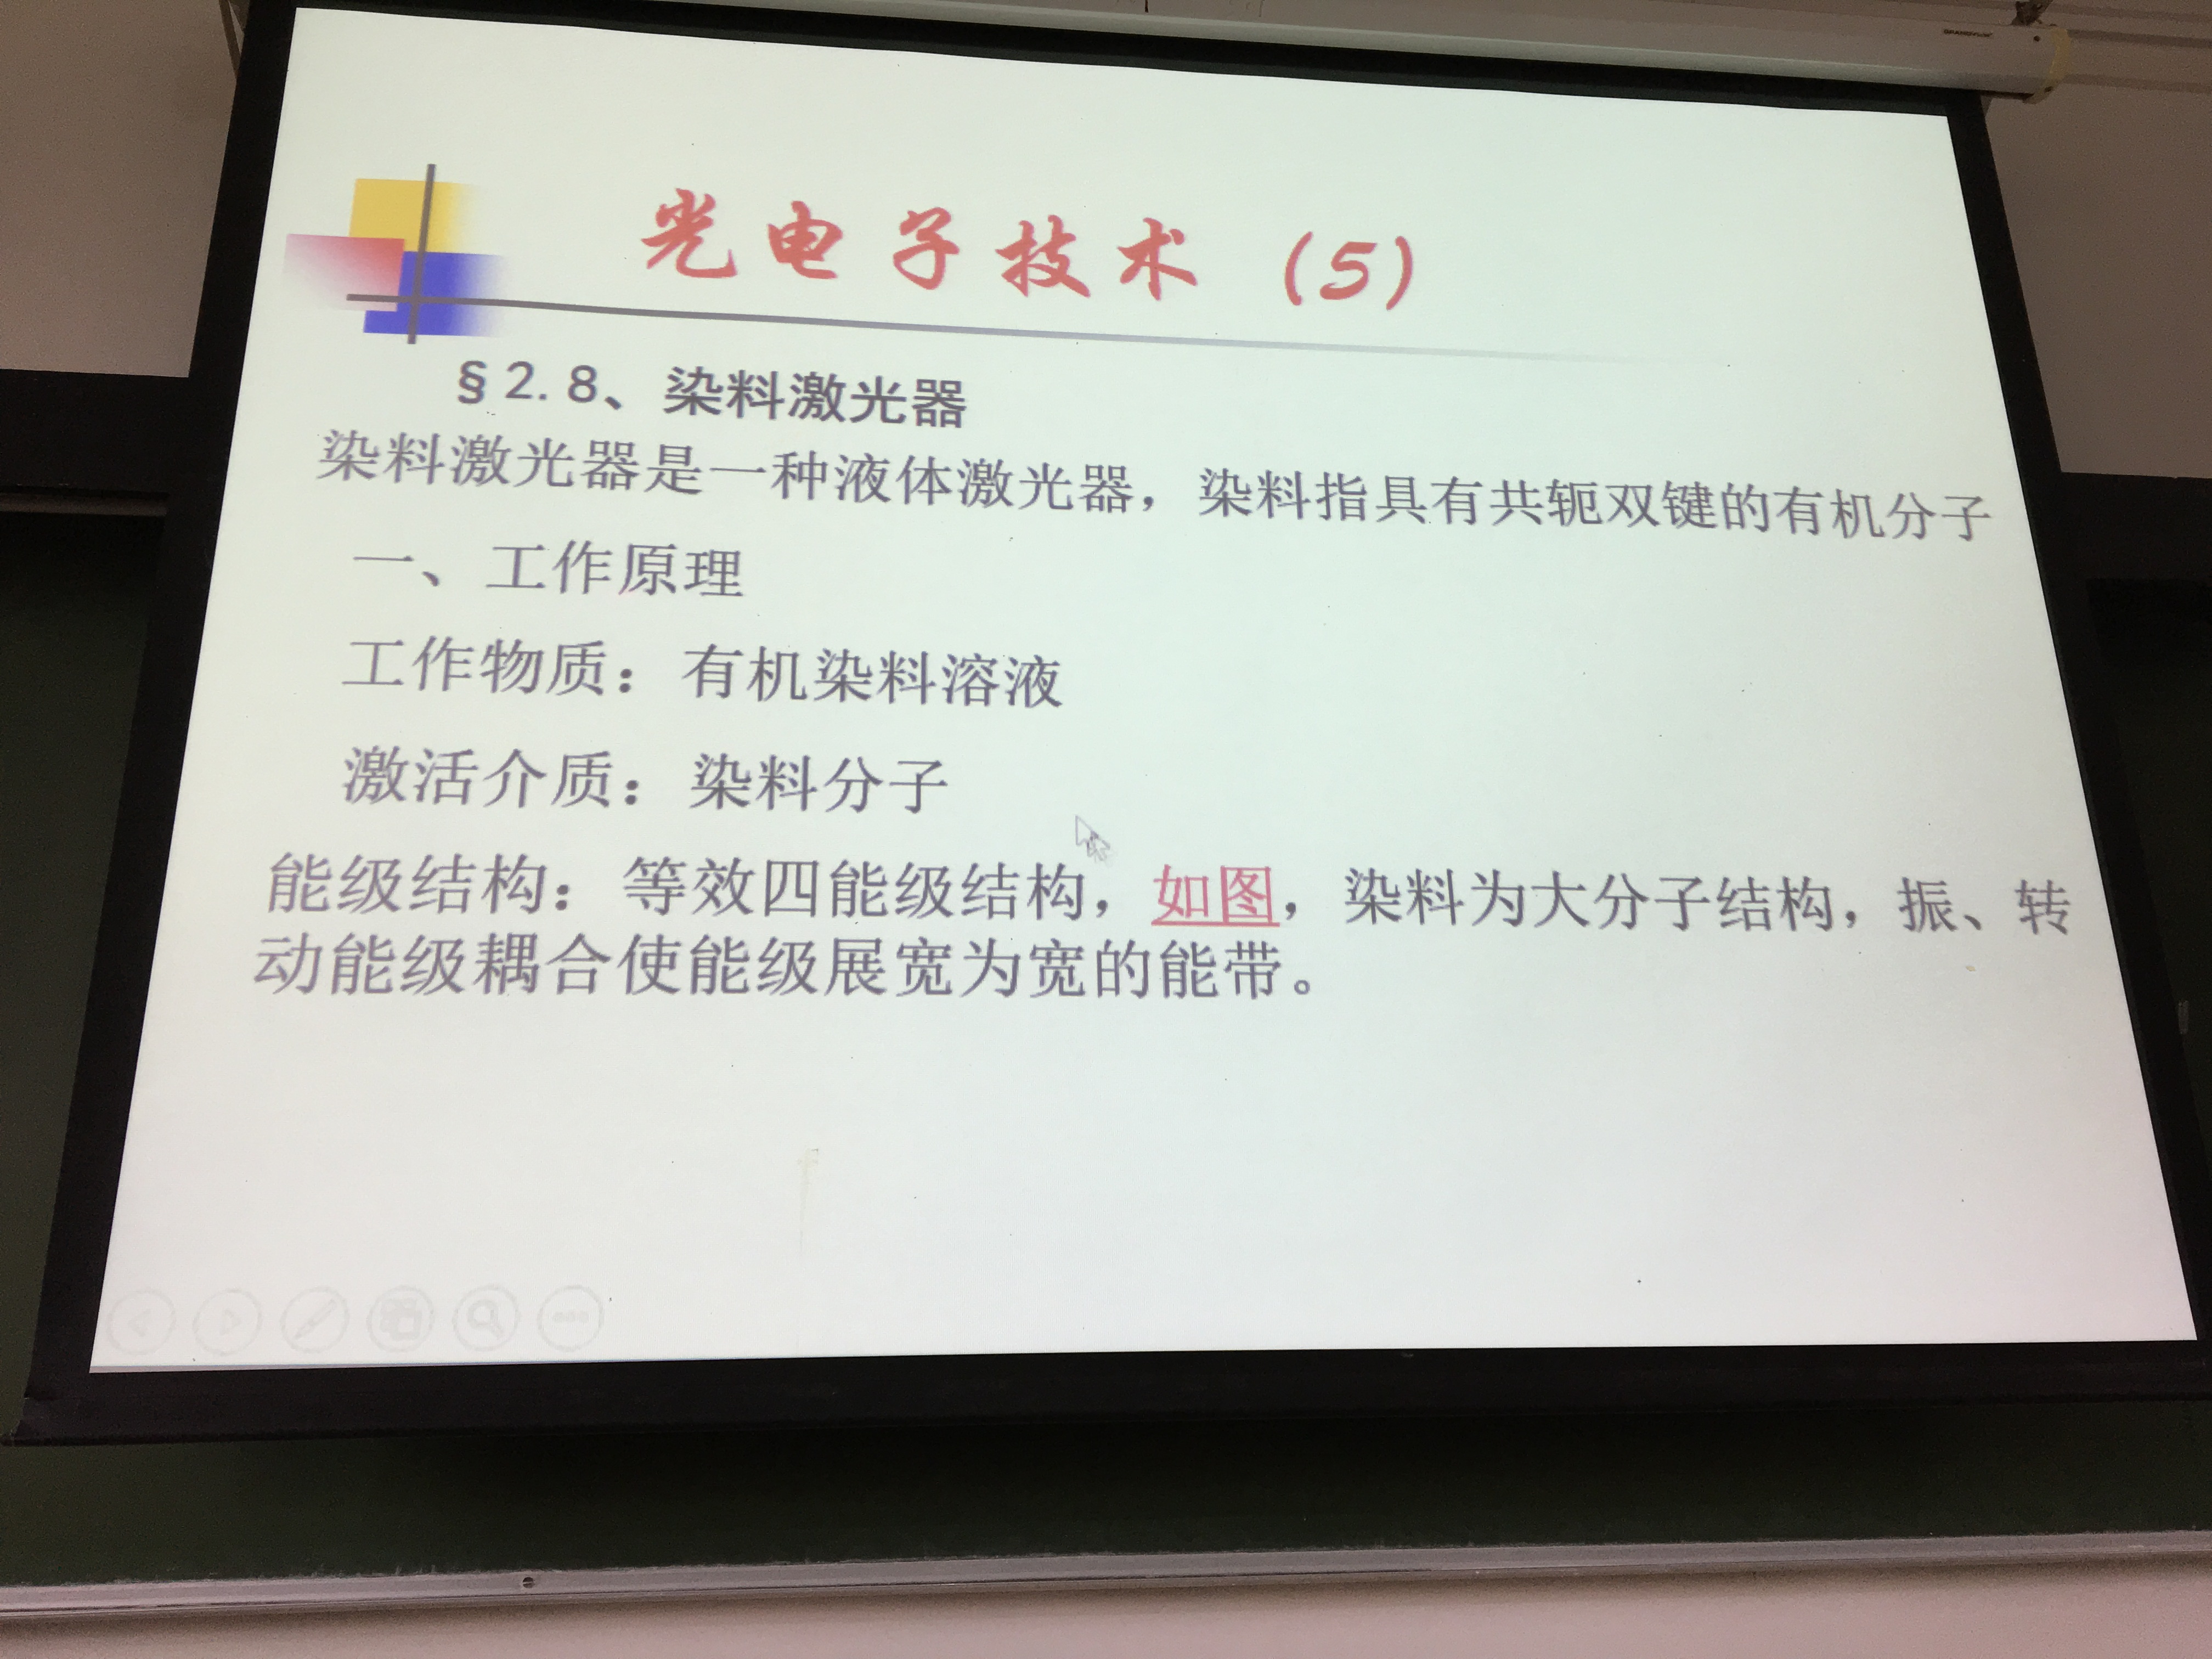 光电子技术（5）
§2.8、染料激光器
染料激光器是一种液体激光器，染料指具有共轭双键的有机分子
一、工作原理
工作物质：有机染料溶液
激活介质：染料分子
能级结构：等效四能级结构，如图，染料为大分子结构，振、转
动能级耦合使能级展宽为宽的能带。